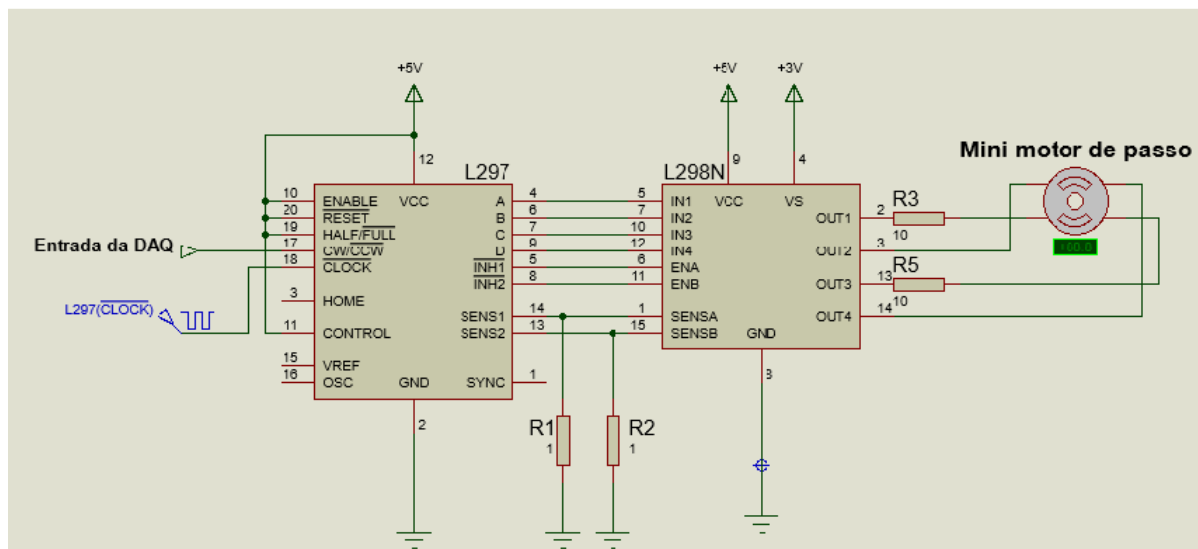 +5V
+5V
+3V
12
L297
9
4
L298N
Mini motor de passo
10 ENABLE VCC A 4
20 RESET B 6
19 HALF/FULL C 7
Entrada da DAQ 17 CW/CCW D 9
18 CLOCK INH1 5
INH2 8
3 HOME
L297(CLOCK)
SENS1 14
11 CONTROL SENS2 13
15 VREF
16 OSC GND SYNC 1
2
5 IN1 VCC VS
7 IN2 OUT1 2 R3
10
10 IN3
12 IN4 OUT2 3
6 ENA
11 ENB OUT3 13 R5
10
1 SENSA OUT4 14
15 SENSB GND
8
R1
1
R2
1